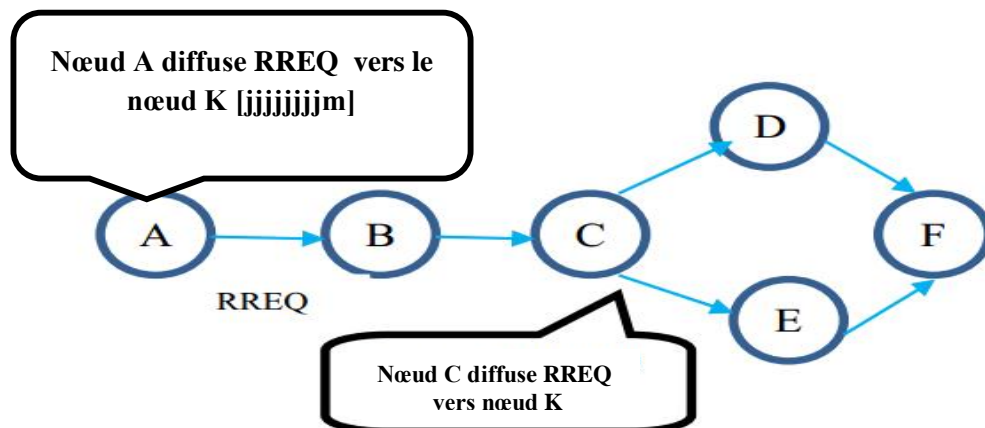 Nœud A diffuse RREQ vers le
nœud K [jjjjjjjjm]
D
A
B
C
F
RREQ
E
Nœud C diffuse RREQ
vers nœud K